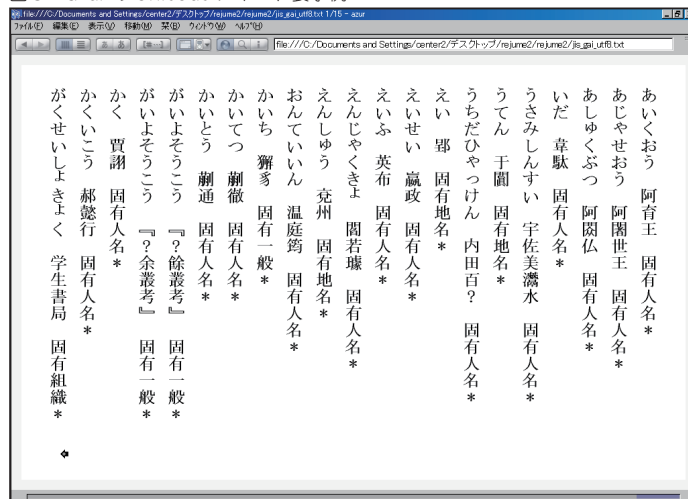 file:///C:/Documents and Settings/center2/デスクトップ/rejume2/rejume2/jis_gai_utf8.txt 1/15 - azur
ファイル(F) 編集(E) 表示(V) 移動(M) 栞(B) ウィンドウ(W) ヘルプ(H)
file:///C:/Documents and Settings/center2/デスクトップ/rejume2/rejume2/jis_gai_utf8.txt
あいくおう 阿育王 固有人名*
あじゃせおう 阿闍世王 固有人名*
あしゅくぶつ 阿閦仏 固有人名*
いだ 韋駄 固有人名*
うさみしんすい 宇佐美灊水 固有人名*
うてん 于闐 固有地名*
うちだひゃっけん 内田百? 固有人名*
えい 郢 固有地名*
えいせい 嬴政 固有人名*
えいふ 英布 固有人名*
えんじゃくきょ 閻若璩 固有人名*
えんしゅう 兗州 固有地名*
おんていいん 温庭筠 固有人名*
かいち 獬豸 固有一般*
かいてつ 蒯徹 固有人名*
かいとう 蒯通 固有人名*
がいよそうこう 『?餘叢考』 固有一般*
がいよそうこう 『?余叢考』 固有一般*
かく 賈詡 固有人名*
かくいこう 郝懿行 固有人名*
がくせいしょきょく 学生書局 固有組織*